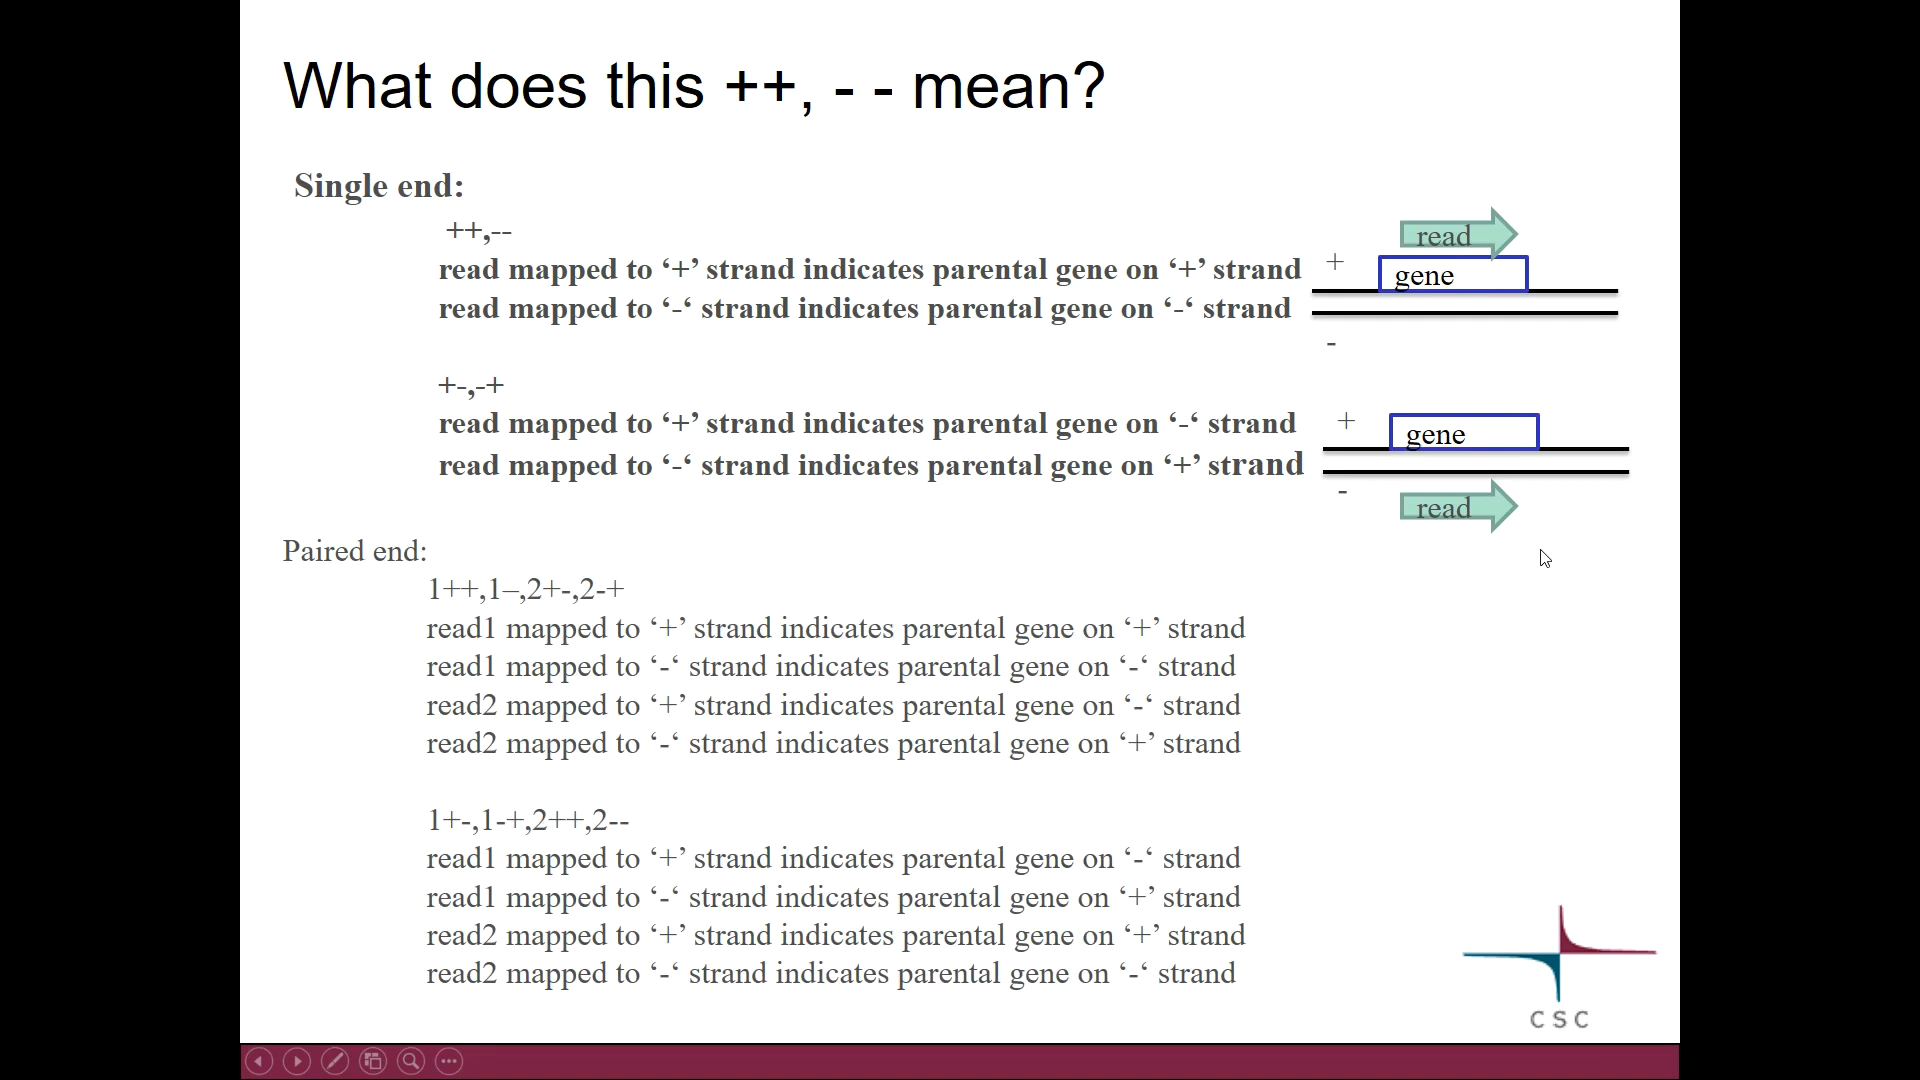 What does this ++, - - mean?
Single end:
++,--
read mapped to ‘+’ strand indicates parental gene on ‘+’ strand
read mapped to ‘-‘ strand indicates parental gene on ‘-‘ strand
read
+
gene
-
+-,-+
read mapped to ‘+’ strand indicates parental gene on ‘-‘ strand
read mapped to ‘-‘ strand indicates parental gene on ‘+’ strand
+
gene
-
read
Paired end:
1++,1–,2+-,2-+
read1 mapped to ‘+’ strand indicates parental gene on ‘+’ strand
read1 mapped to ‘-‘ strand indicates parental gene on ‘-‘ strand
read2 mapped to ‘+’ strand indicates parental gene on ‘-‘ strand
read2 mapped to ‘-‘ strand indicates parental gene on ‘+’ strand
1+-,1-+,2++,2--
read1 mapped to ‘+’ strand indicates parental gene on ‘-‘ strand
read1 mapped to ‘-‘ strand indicates parental gene on ‘+’ strand
read2 mapped to ‘+’ strand indicates parental gene on ‘+’ strand
read2 mapped to ‘-‘ strand indicates parental gene on ‘-‘ strand
CSC